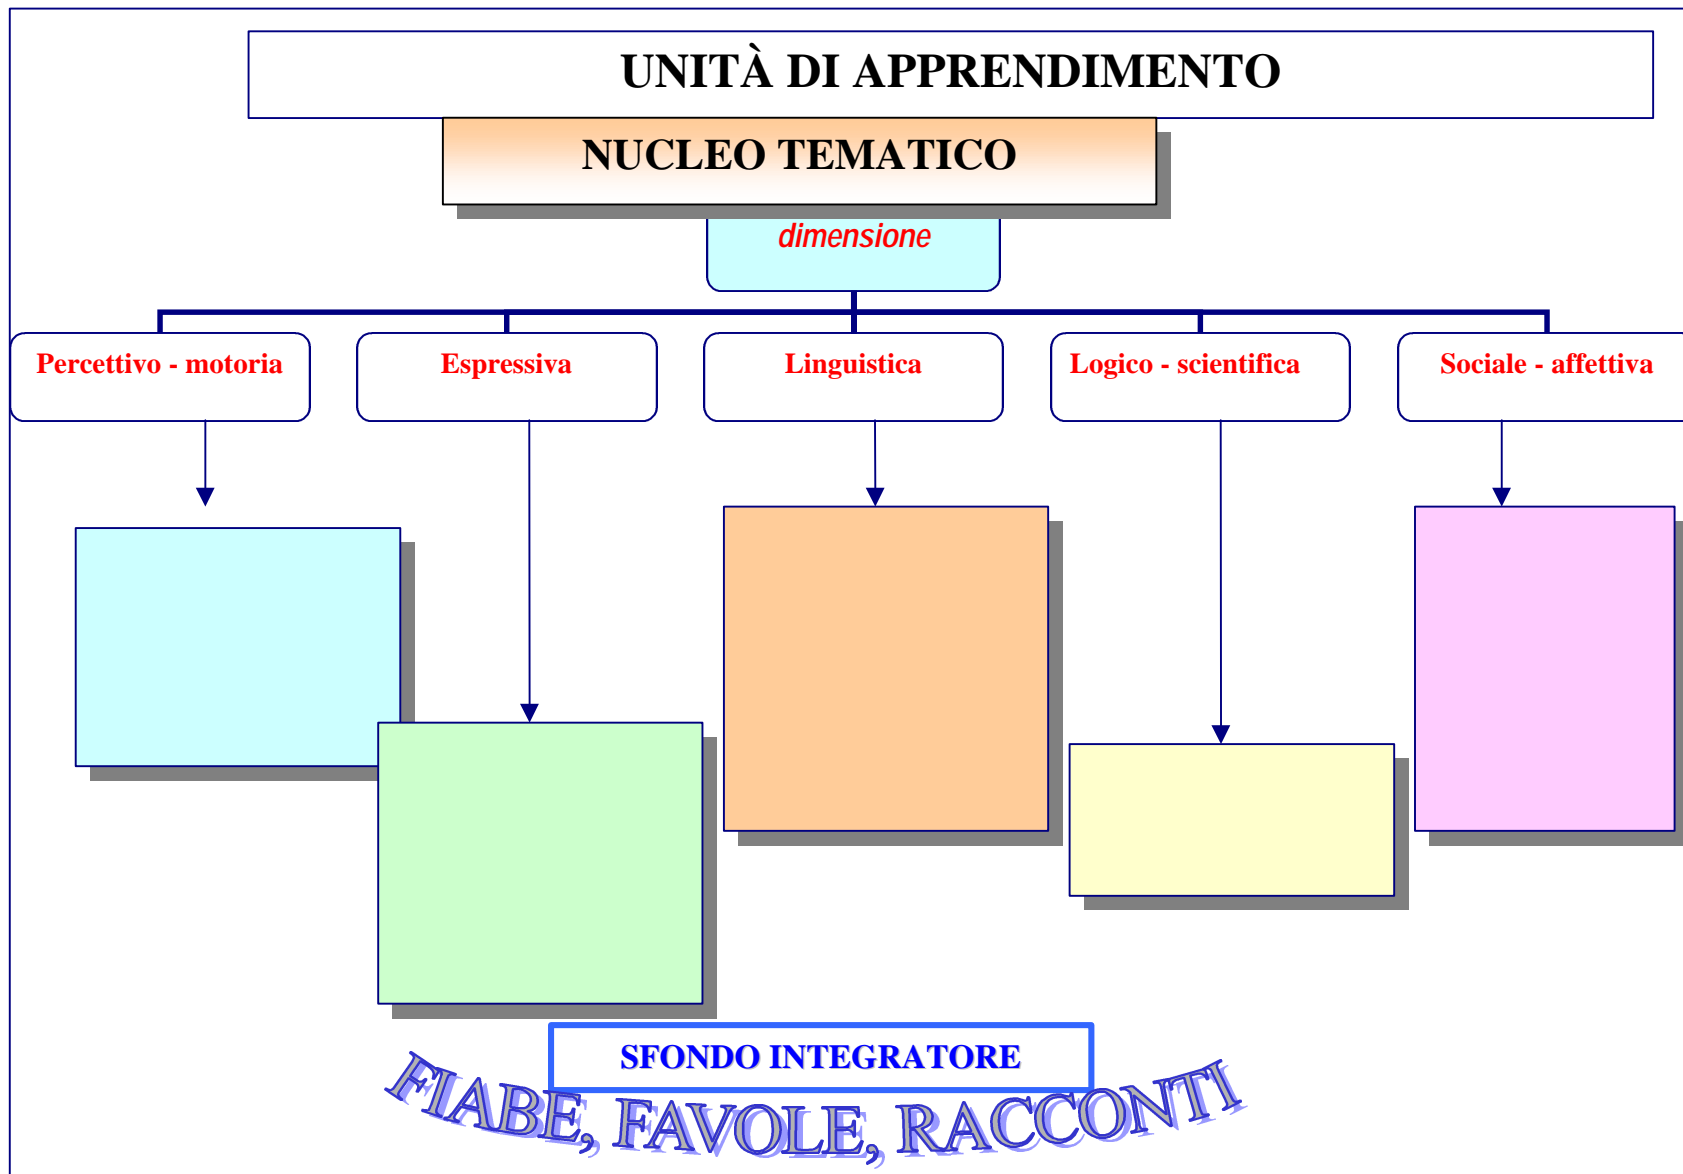 UNITÀ DI APPRENDIMENTO
NUCLEO TEMATICO
dimensione
Percettivo - motoria
Espressiva
Linguistica
Logico - scientifica
Sociale - affettiva
SFONDO INTEGRATORE
FIABE, FAVOLE, RACCONTI